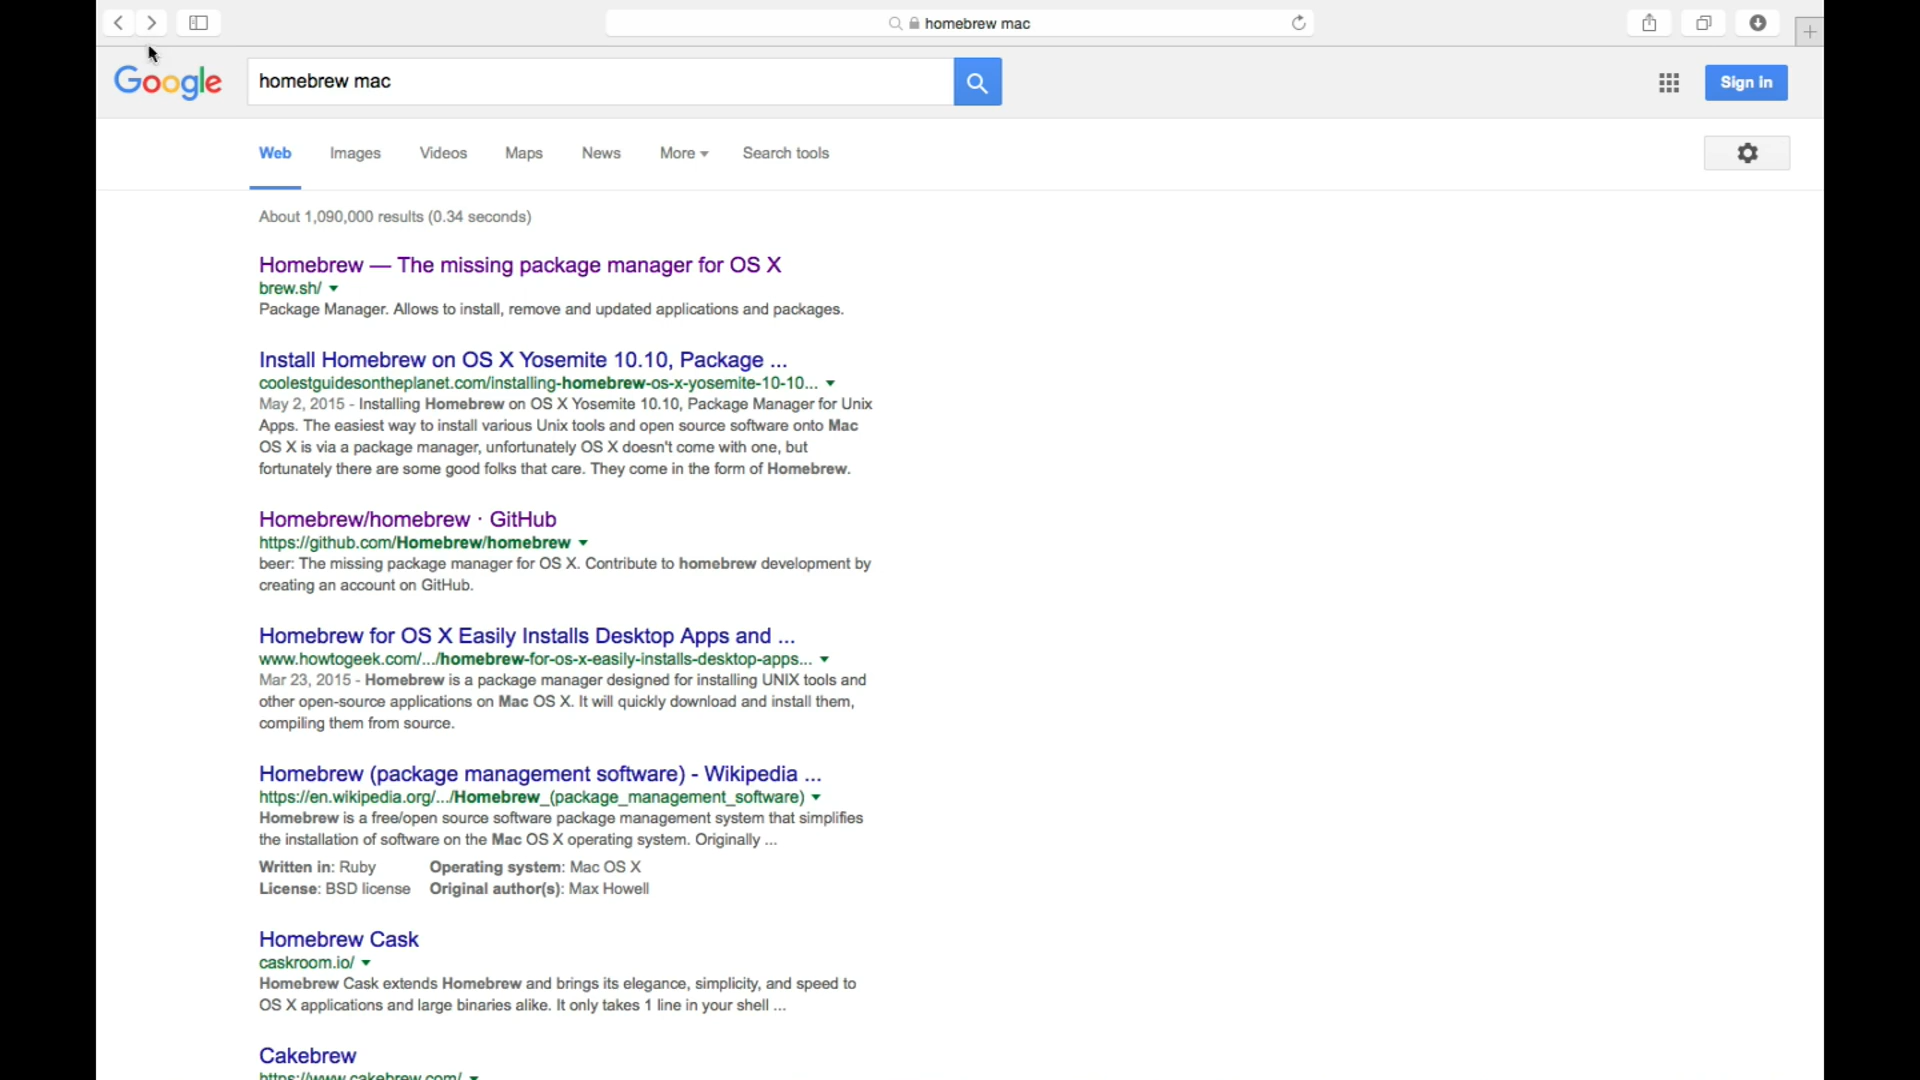 homebrew mac
Google
homebrew mac
Sign in
Web Images Videos Maps News More Search tools
About 1,090,000 results (0.34 seconds)
Homebrew — The missing package manager for OS X
brew.sh/
Package Manager. Allows to install, remove and updated applications and packages.
Install Homebrew on OS X Yosemite 10.10, Package ...
coolestguidesontheplanet.com/installing-homebrew-os-x-yosemite-10-10...
May 2, 2015 - Installing Homebrew on OS X Yosemite 10.10, Package Manager for Unix
Apps. The easiest way to install various Unix tools and open source software onto Mac
OS X is via a package manager, unfortunately OS X doesn't come with one, but
fortunately there are some good folks that care. They come in the form of Homebrew.
Homebrew/homebrew · GitHub
https://github.com/Homebrew/homebrew
beer: The missing package manager for OS X. Contribute to homebrew development by
creating an account on GitHub.
Homebrew for OS X Easily Installs Desktop Apps and ...
www.howtogeek.com/.../homebrew-for-os-x-easily-installs-desktop-apps...
Mar 23, 2015 - Homebrew is a package manager designed for installing UNIX tools and
other open-source applications on Mac OS X. It will quickly download and install them,
compiling them from source.
Homebrew (package management software) - Wikipedia ...
https://en.wikipedia.org/.../Homebrew_(package_management_software)
Homebrew is a free/open source software package management system that simplifies
the installation of software on the Mac OS X operating system. Originally ...
Written in: Ruby Operating system: Mac OS X
License: BSD license Original author(s): Max Howell
Homebrew Cask
caskroom.io/
Homebrew Cask extends Homebrew and brings its elegance, simplicity, and speed to
OS X applications and large binaries alike. It only takes 1 line in your shell ...
Cakebrew
https://www.cakebrew.com/